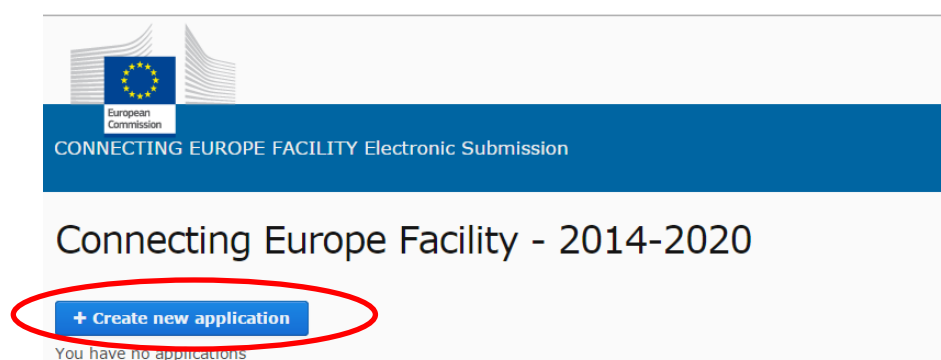 European
Commission
CONNECTING EUROPE FACILITY Electronic Submission
Connecting Europe Facility - 2014-2020
+ Create new application
You have no applications